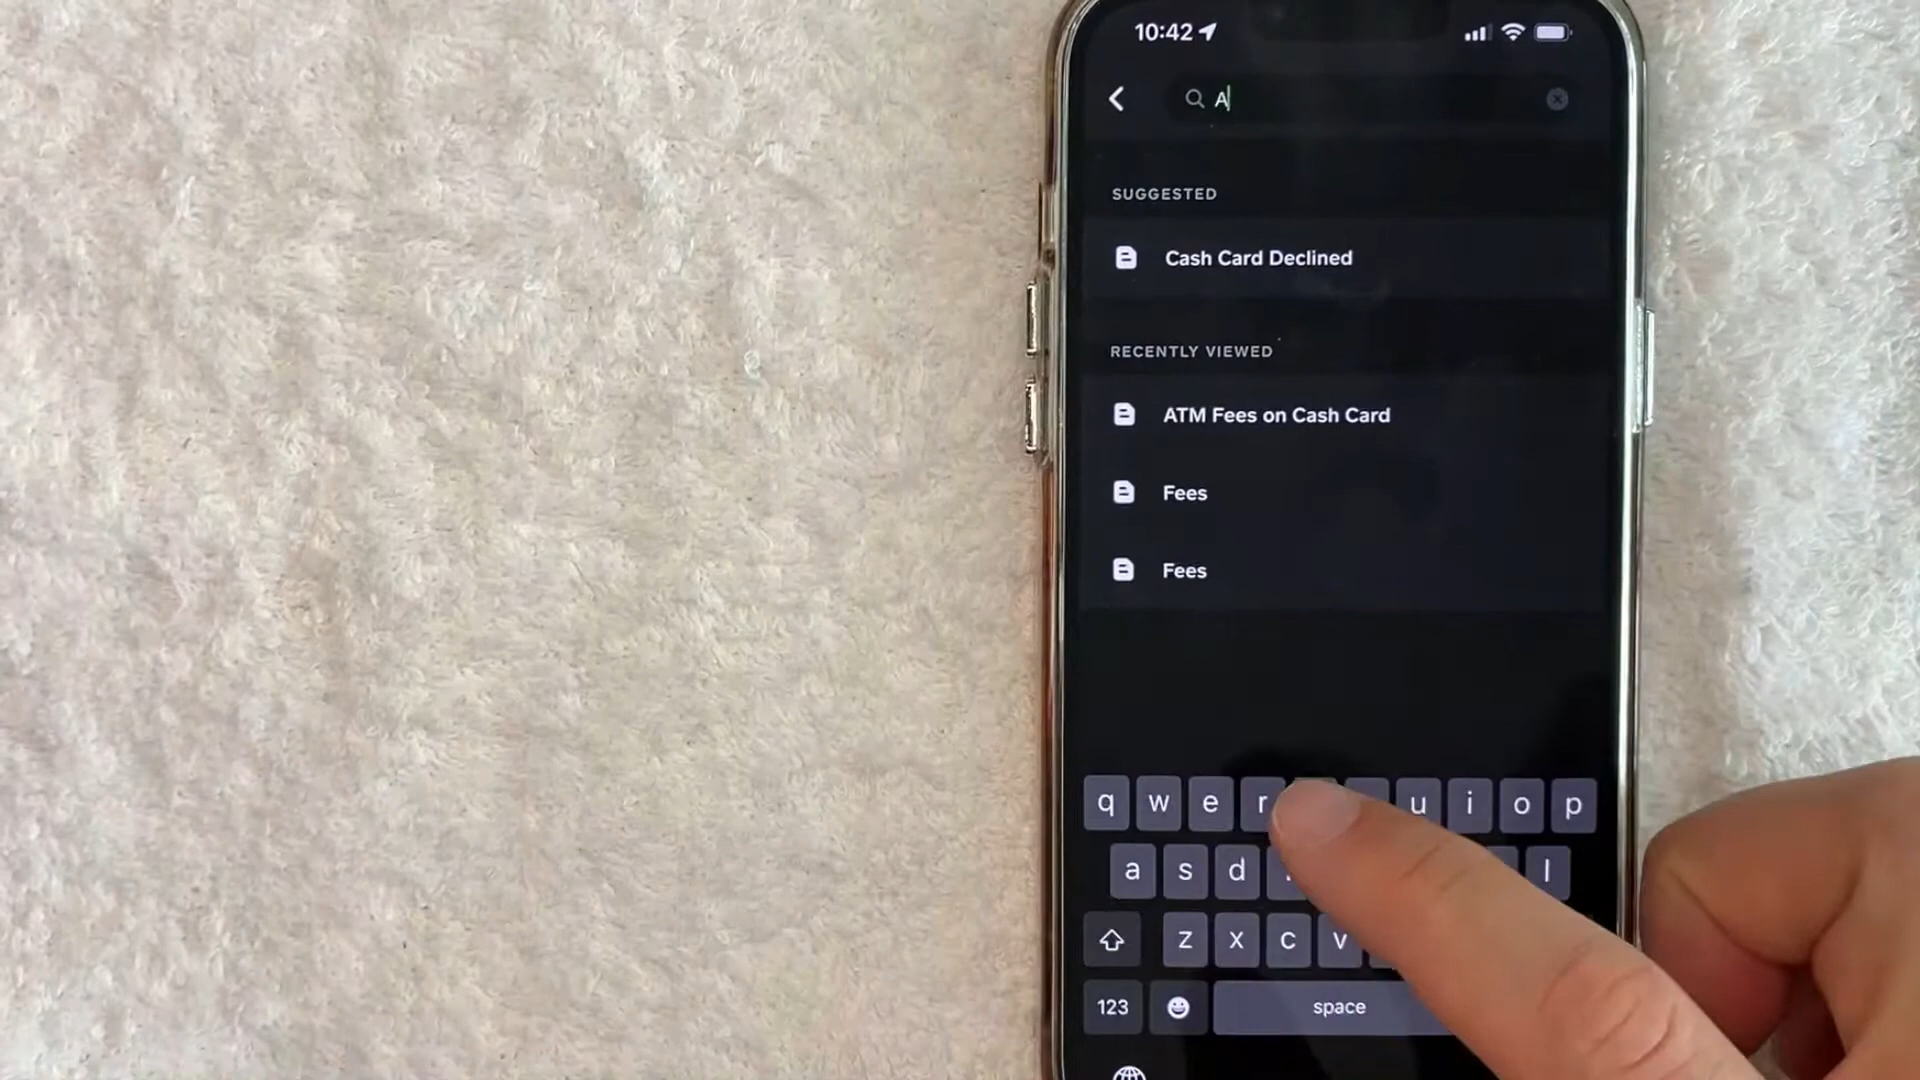 10:42
A
SUGGESTED
Cash Card Declined
RECENTLY VIEWED
ATM Fees on Cash Card
Fees
Fees
q w e r u i o p
a s d l
z x c v
123 space